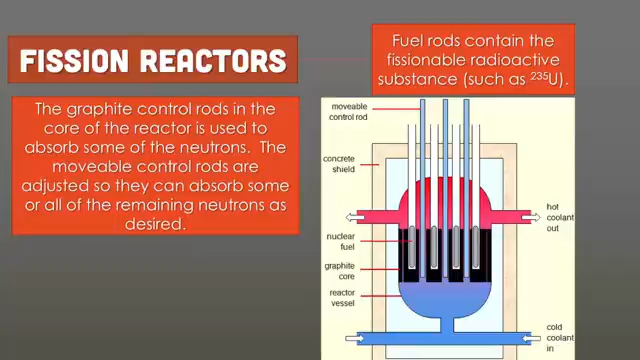 FISSION REACTORS
The graphite control rods in the
core of the reactor is used to
absorb some of the neutrons. The
moveable control rods are
adjusted so they can absorb some
or all of the remaining neutrons as
desired.
Fuel rods contain the
fissionable radioactive
substance (such as ²³⁵U).
moveable
control rod
concrete
shield
hot
coolant
out
nuclear
fuel
graphite
core
reactor
vessel
cold
coolant
in